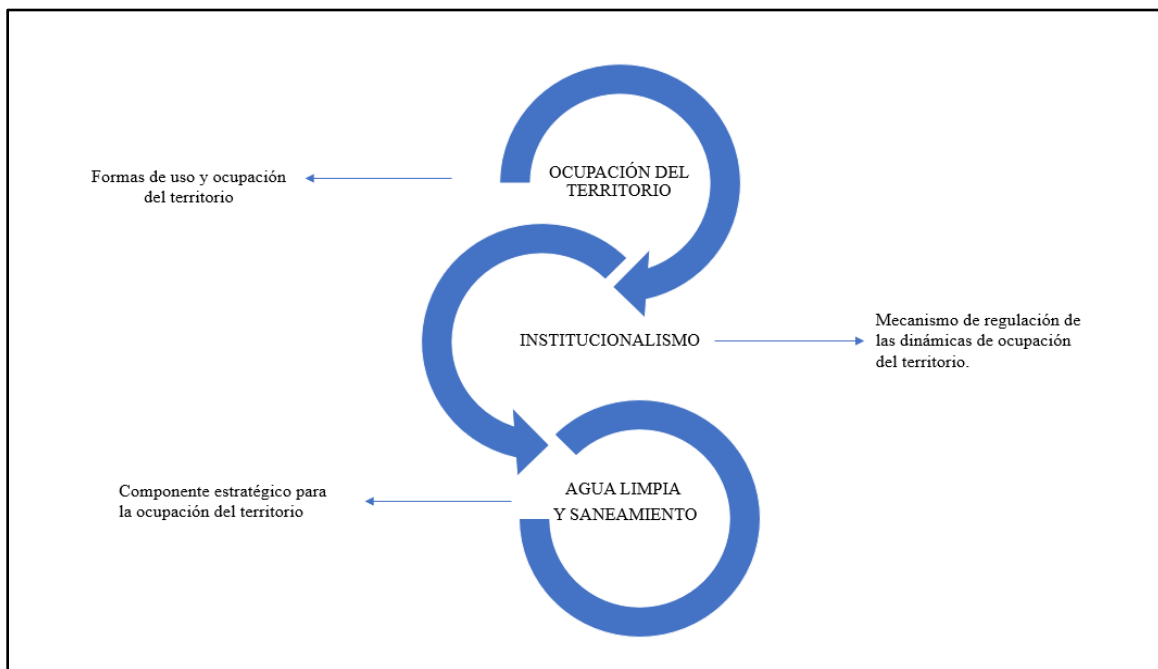 OCUPACIÓN DEL
TERRITORIO
Formas de uso y ocupación
del territorio
INSTITUCIONALISMO
Mecanismo de regulación de
las dinámicas de ocupación
del territorio.
AGUA LIMPIA
Y SANEAMIENTO
Componente estratégico para
la ocupación del territorio